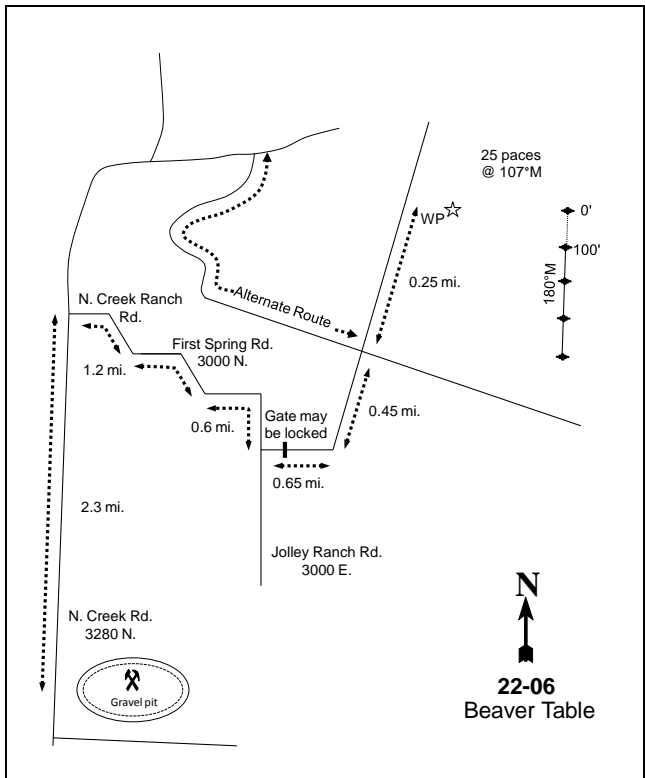 25 paces
@ 107°M
WP
0'
100'
180°M
0.25 mi.
Alternate Route
N. Creek Ranch
Rd.
First Spring Rd.
3000 N.
1.2 mi.
0.6 mi.
Gate may
be locked
0.45 mi.
0.65 mi.
2.3 mi.
Jolley Ranch Rd.
3000 E.
N. Creek Rd.
3280 N.
Gravel pit
N
22-06
Beaver Table